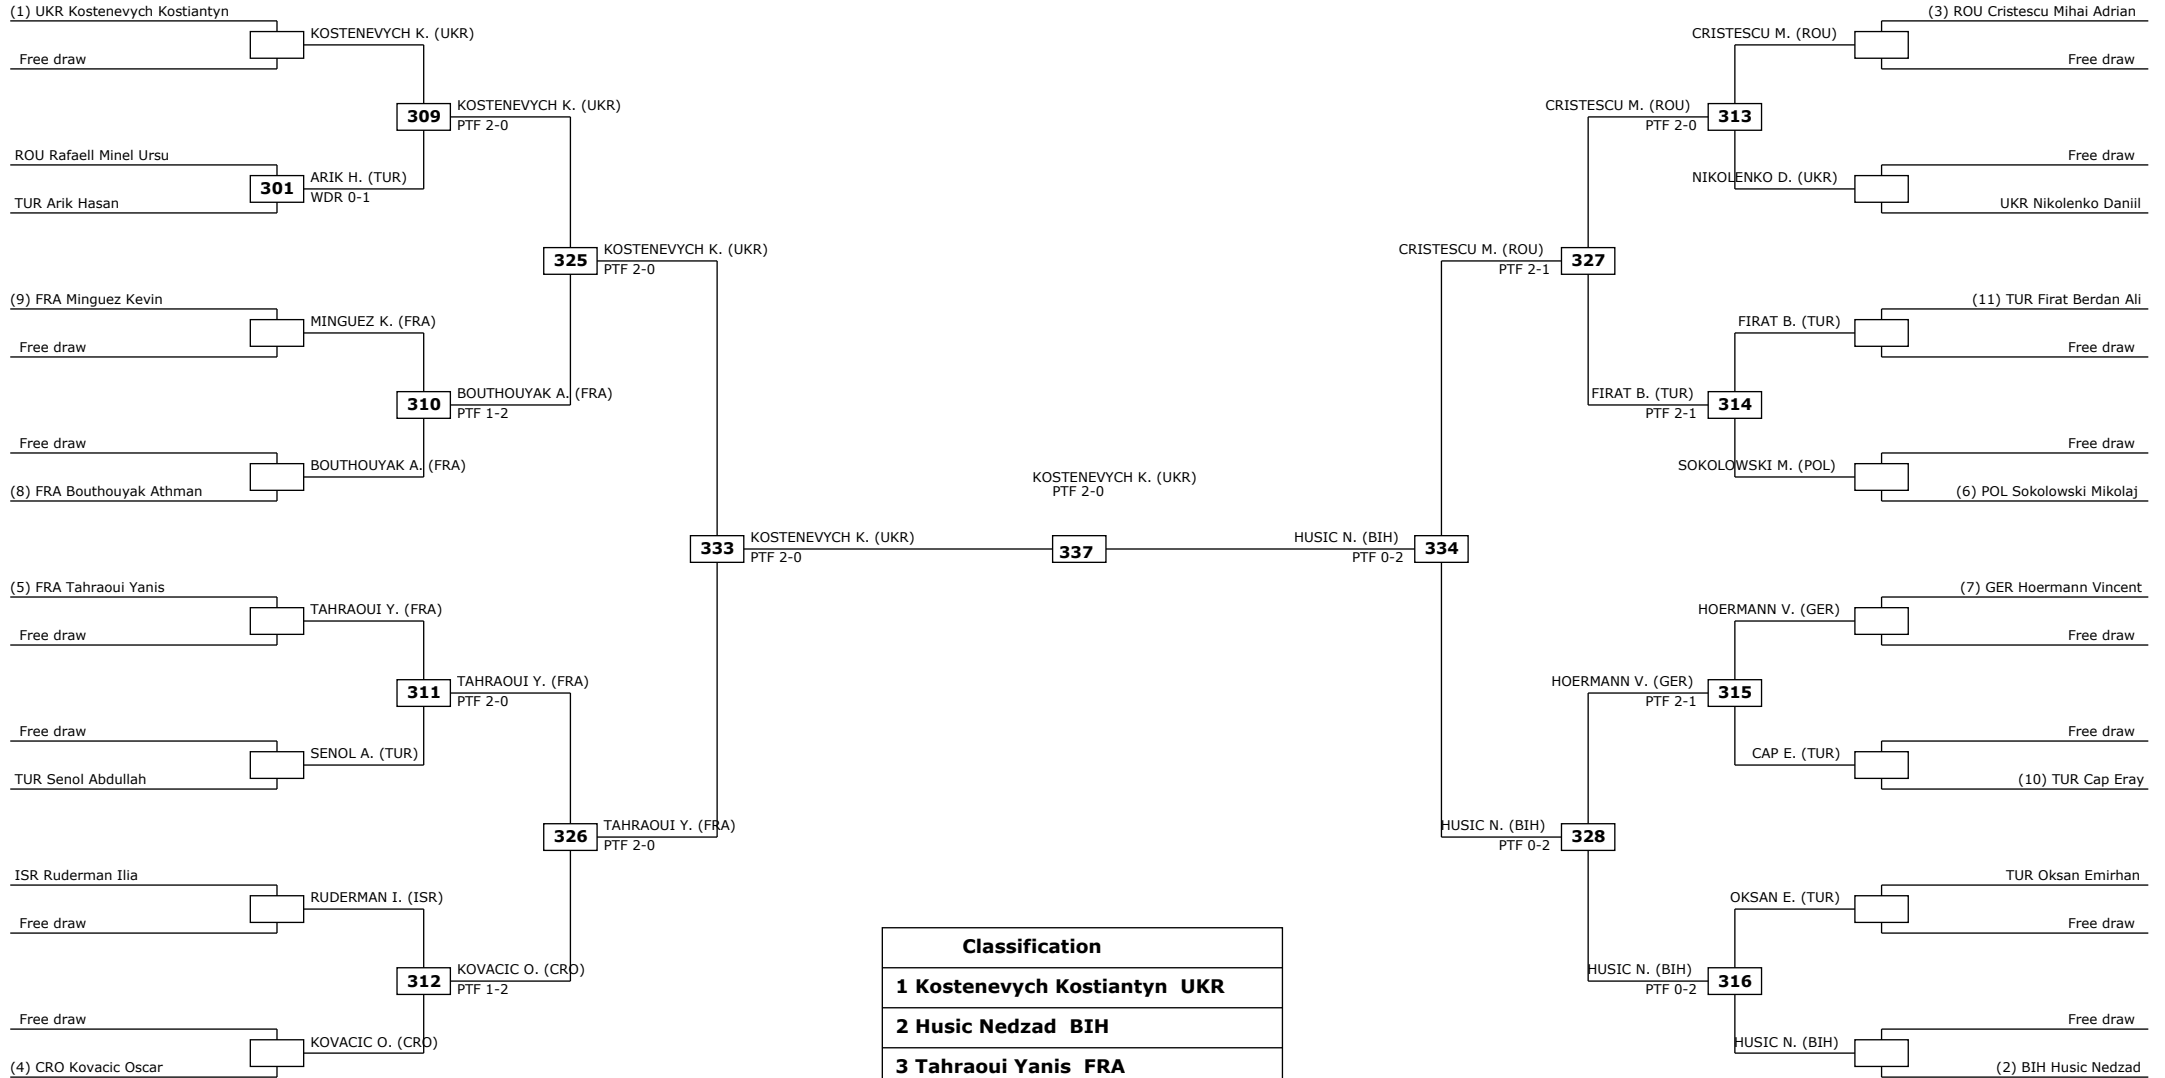 (1) UKR Kostenevych Kostiantyn
KOSTENEVYCH K. (UKR)
Free draw
309
KOSTENEVYCH K. (UKR)
PTF 2-0
ROU Rafaell Minel Ursu
301
ARIK H. (TUR)
WDR 0-1
TUR Arik Hasan
325
KOSTENEVYCH K. (UKR)
PTF 2-0
(9) FRA Minguez Kevin
MINGUEZ K. (FRA)
Free draw
310
BOUTHOUYAK A. (FRA)
PTF 1-2
Free draw
BOUTHOUYAK A. (FRA)
(8) FRA Bouthouyak Athman
333
KOSTENEVYCH K. (UKR)
PTF 2-0
(5) FRA Tahraoui Yanis
TAHRAOUI Y. (FRA)
Free draw
311
TAHRAOUI Y. (FRA)
PTF 2-0
Free draw
SENOL A. (TUR)
TUR Senol Abdullah
326
TAHRAOUI Y. (FRA)
PTF 2-0
ISR Ruderman Ilia
RUDERMAN I. (ISR)
Free draw
312
KOVACIC O. (CRO)
PTF 1-2
Free draw
KOVACIC O. (CRO)
(4) CRO Kovacic Oscar
KOSTENEVYCH K. (UKR)
PTF 2-0
337
(3) ROU Cristescu Mihai Adrian
CRISTESCU M. (ROU)
Free draw
CRISTESCU M. (ROU)
PTF 2-0
313
Free draw
NIKOLENKO D. (UKR)
UKR Nikolenko Daniil
CRISTESCU M. (ROU)
PTF 2-1
327
(11) TUR Firat Berdan Ali
FIRAT B. (TUR)
Free draw
FIRAT B. (TUR)
PTF 2-1
314
Free draw
SOKOLOWSKI M. (POL)
(6) POL Sokolowski Mikolaj
HUSIC N. (BIH)
PTF 0-2
334
(7) GER Hoermann Vincent
HOERMANN V. (GER)
Free draw
HOERMANN V. (GER)
PTF 2-1
315
Free draw
CAP E. (TUR)
(10) TUR Cap Eray
HUSIC N. (BIH)
PTF 0-2
328
TUR Oksan Emirhan
OKSAN E. (TUR)
Free draw
HUSIC N. (BIH)
PTF 0-2
316
Free draw
HUSIC N. (BIH)
(2) BIH Husic Nedzad
Classification
1 Kostenevych Kostiantyn UKR
2 Husic Nedzad BIH
3 Tahraoui Yanis FRA